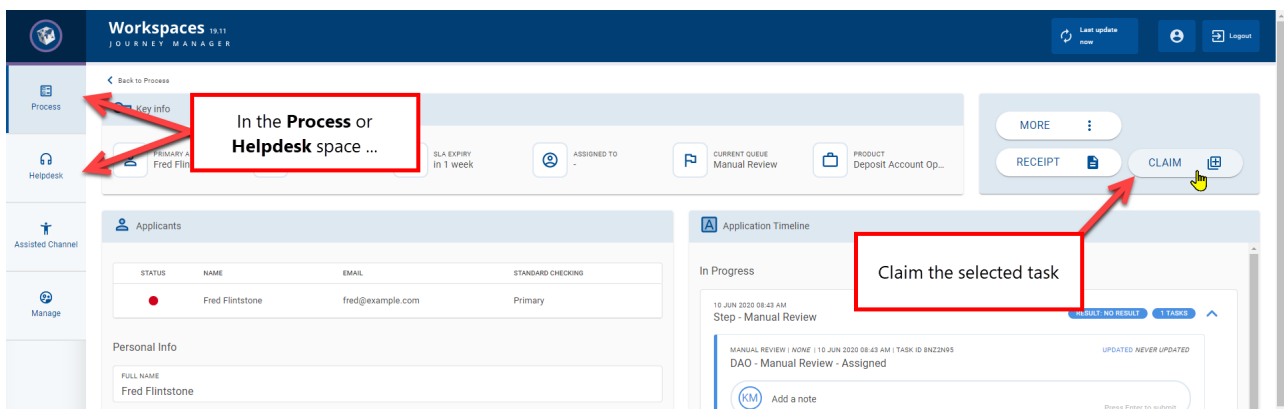 Workspaces 19.11
JOURNEY MANAGER
Last update
now
Logout
Process
Helpdesk
Assisted Channel
Manage
Back to Process
Key info
In the Process or
Helpdesk space ...
PRIMARY A
Fred Flin
SLA EXPIRY
in 1 week
ASSIGNED TO
-
CURRENT QUEUE
Manual Review
PRODUCT
Deposit Account Op...
MORE
RECEIPT
CLAIM
Claim the selected task
Applicants
STATUS NAME EMAIL STANDARD CHECKING
Fred Flintstone fred@example.com Primary
Personal Info
FULL NAME
Fred Flintstone
Application Timeline
In Progress
10 JUN 2020 08:43 AM
Step - Manual Review
RESULT: NO RESULT 1 TASKS
MANUAL REVIEW | NONE | 10 JUN 2020 08:43 AM | TASK ID 8NZ2N95 UPDATED NEVER UPDATED
DAO - Manual Review - Assigned
KM Add a note
Press Enter to submit